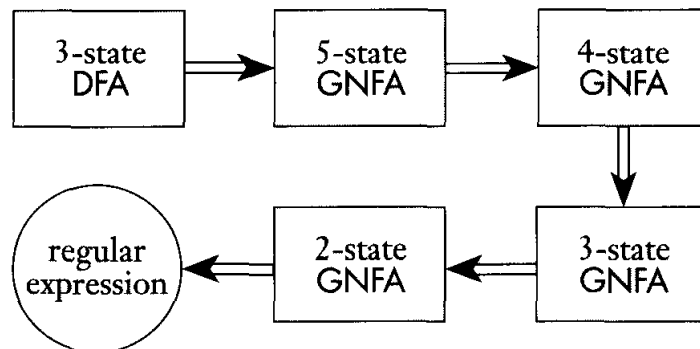 3-state
DFA
5-state
GNFA
4-state
GNFA
3-state
GNFA
2-state
GNFA
regular
expression